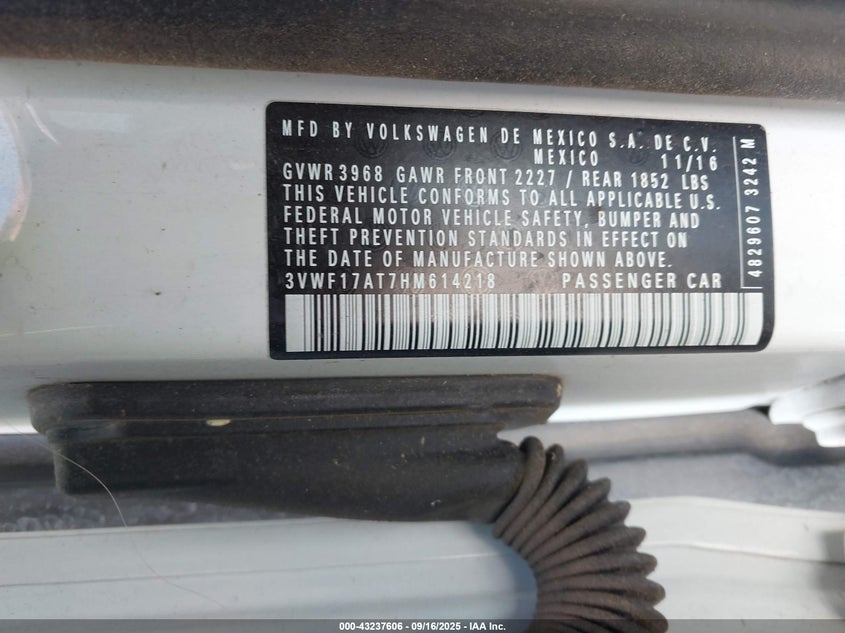 MFD BY VOLKSWAGEN DE MEXICO S.A. DE C.V.
MEXICO 11/16
GVWR 3968 GAWR FRONT 2227 / REAR 1852 LBS
THIS VEHICLE CONFORMS TO ALL APPLICABLE U.S.
FEDERAL MOTOR VEHICLE SAFETY, BUMPER AND
THEFT PREVENTION STANDARDS IN EFFECT ON
THE DATE OF MANUFACTURE SHOWN ABOVE.
3VWF17AT7HM614218 PASSENGER CAR
4829607 3242 M
000-43237606 - 09/16/2025 - IAA Inc.